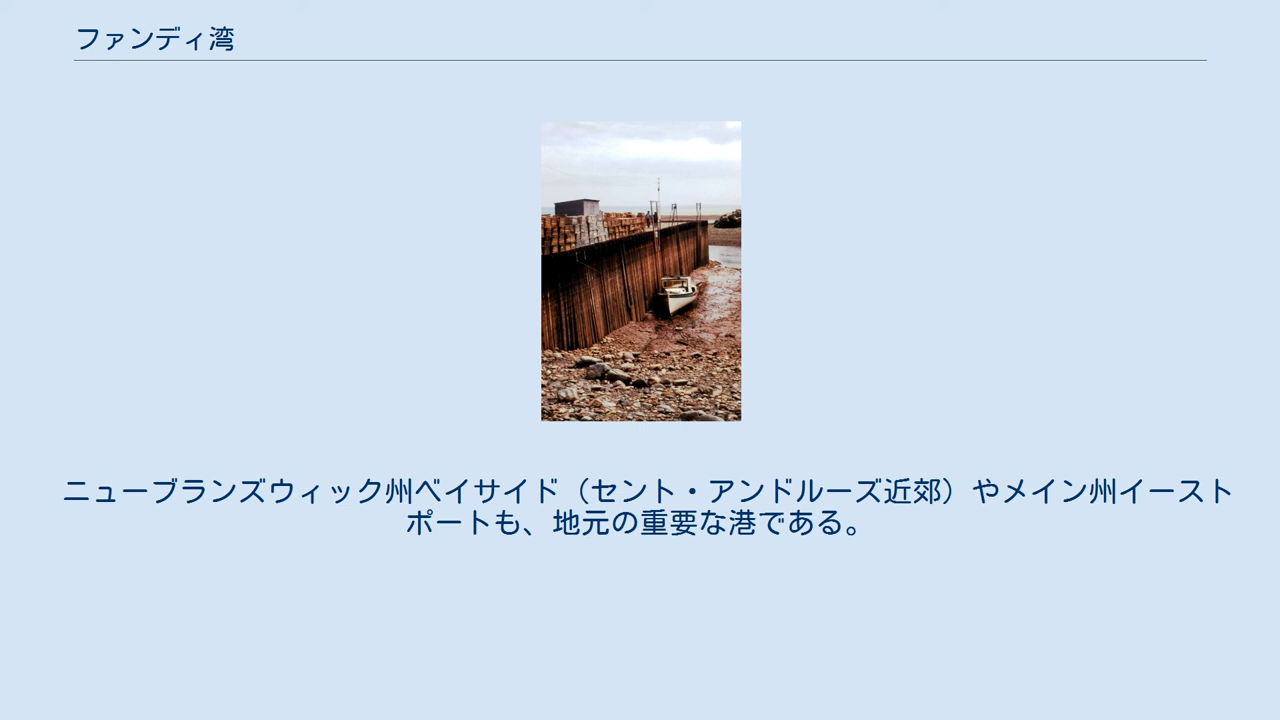 ファンディ湾
ニューブランズウィック州ベイサイド（セント・アンドルーズ近郊）やメイン州イースト
ポートも、地元の重要な港である。